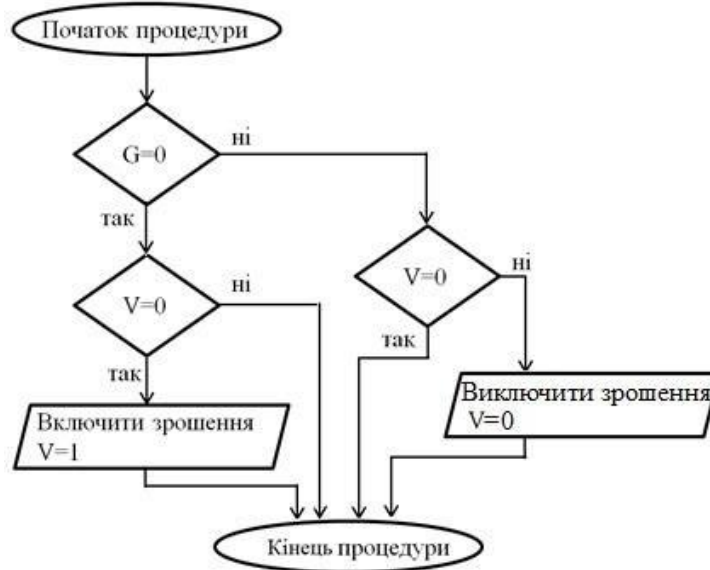 Початок процедури
G=0
ні
так
V=0
ні
V=0
ні
так
так
Включити зрошення
V=1
Виключити зрошення
V=0
Кінець процедури